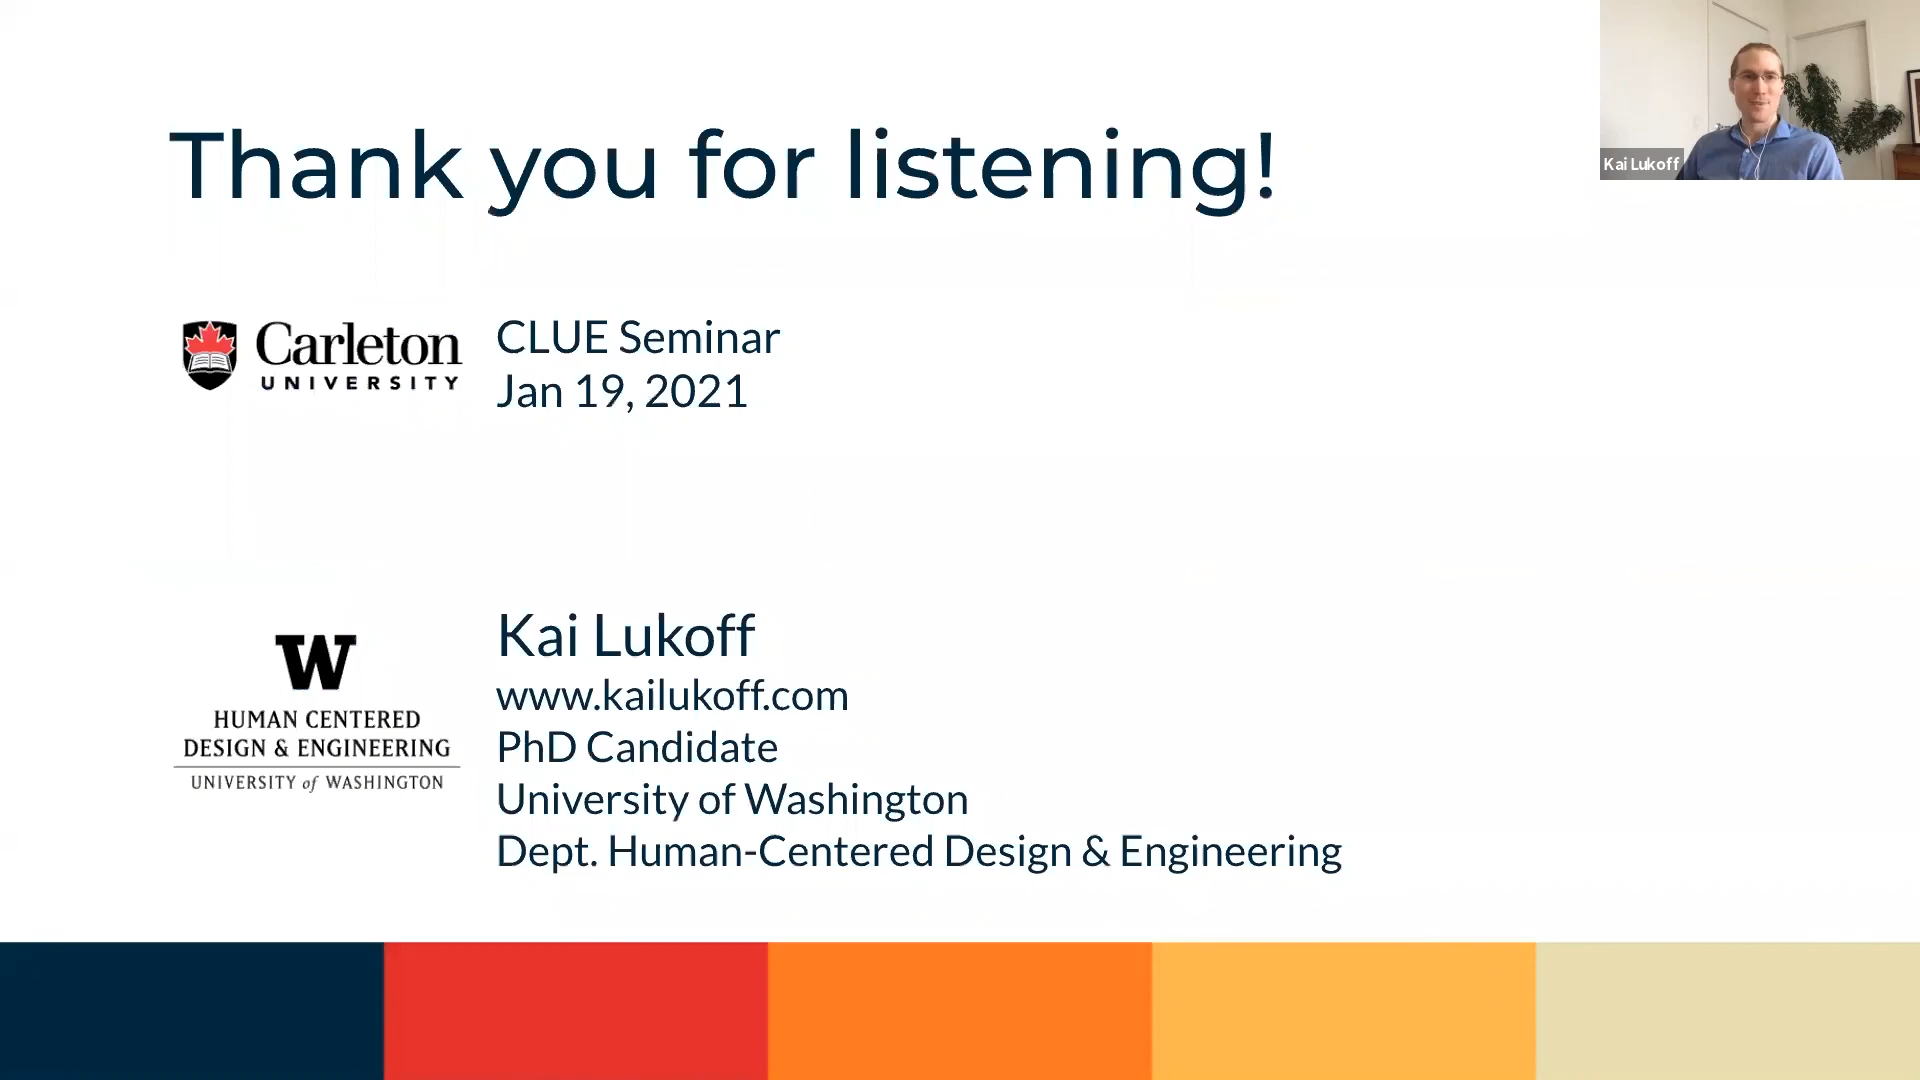 Thank you for listening!
Kai Lukoff
Carleton
UNIVERSITY
CLUE Seminar
Jan 19, 2021
W
HUMAN CENTERED
DESIGN & ENGINEERING
UNIVERSITY of WASHINGTON
Kai Lukoff
www.kailukoff.com
PhD Candidate
University of Washington
Dept. Human-Centered Design & Engineering